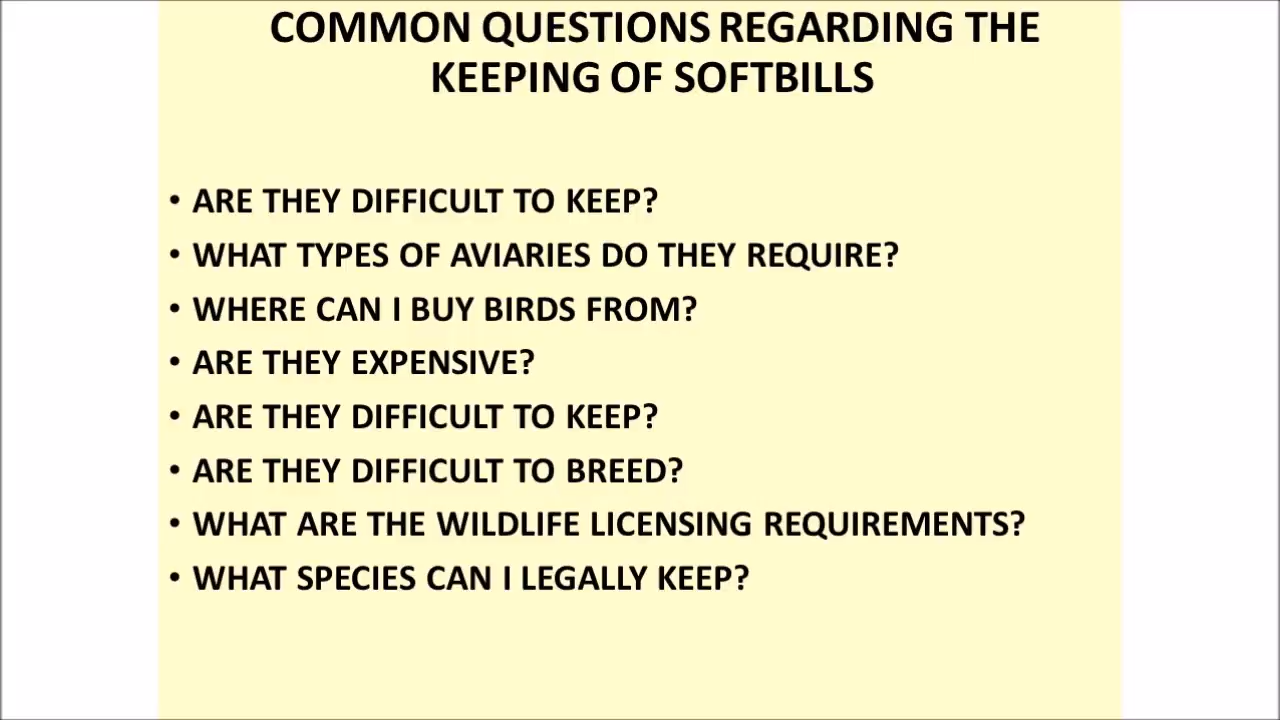 COMMON QUESTIONS REGARDING THE
KEEPING OF SOFTBILLS
• ARE THEY DIFFICULT TO KEEP?
• WHAT TYPES OF AVIARIES DO THEY REQUIRE?
• WHERE CAN I BUY BIRDS FROM?
• ARE THEY EXPENSIVE?
• ARE THEY DIFFICULT TO KEEP?
• ARE THEY DIFFICULT TO BREED?
• WHAT ARE THE WILDLIFE LICENSING REQUIREMENTS?
• WHAT SPECIES CAN I LEGALLY KEEP?